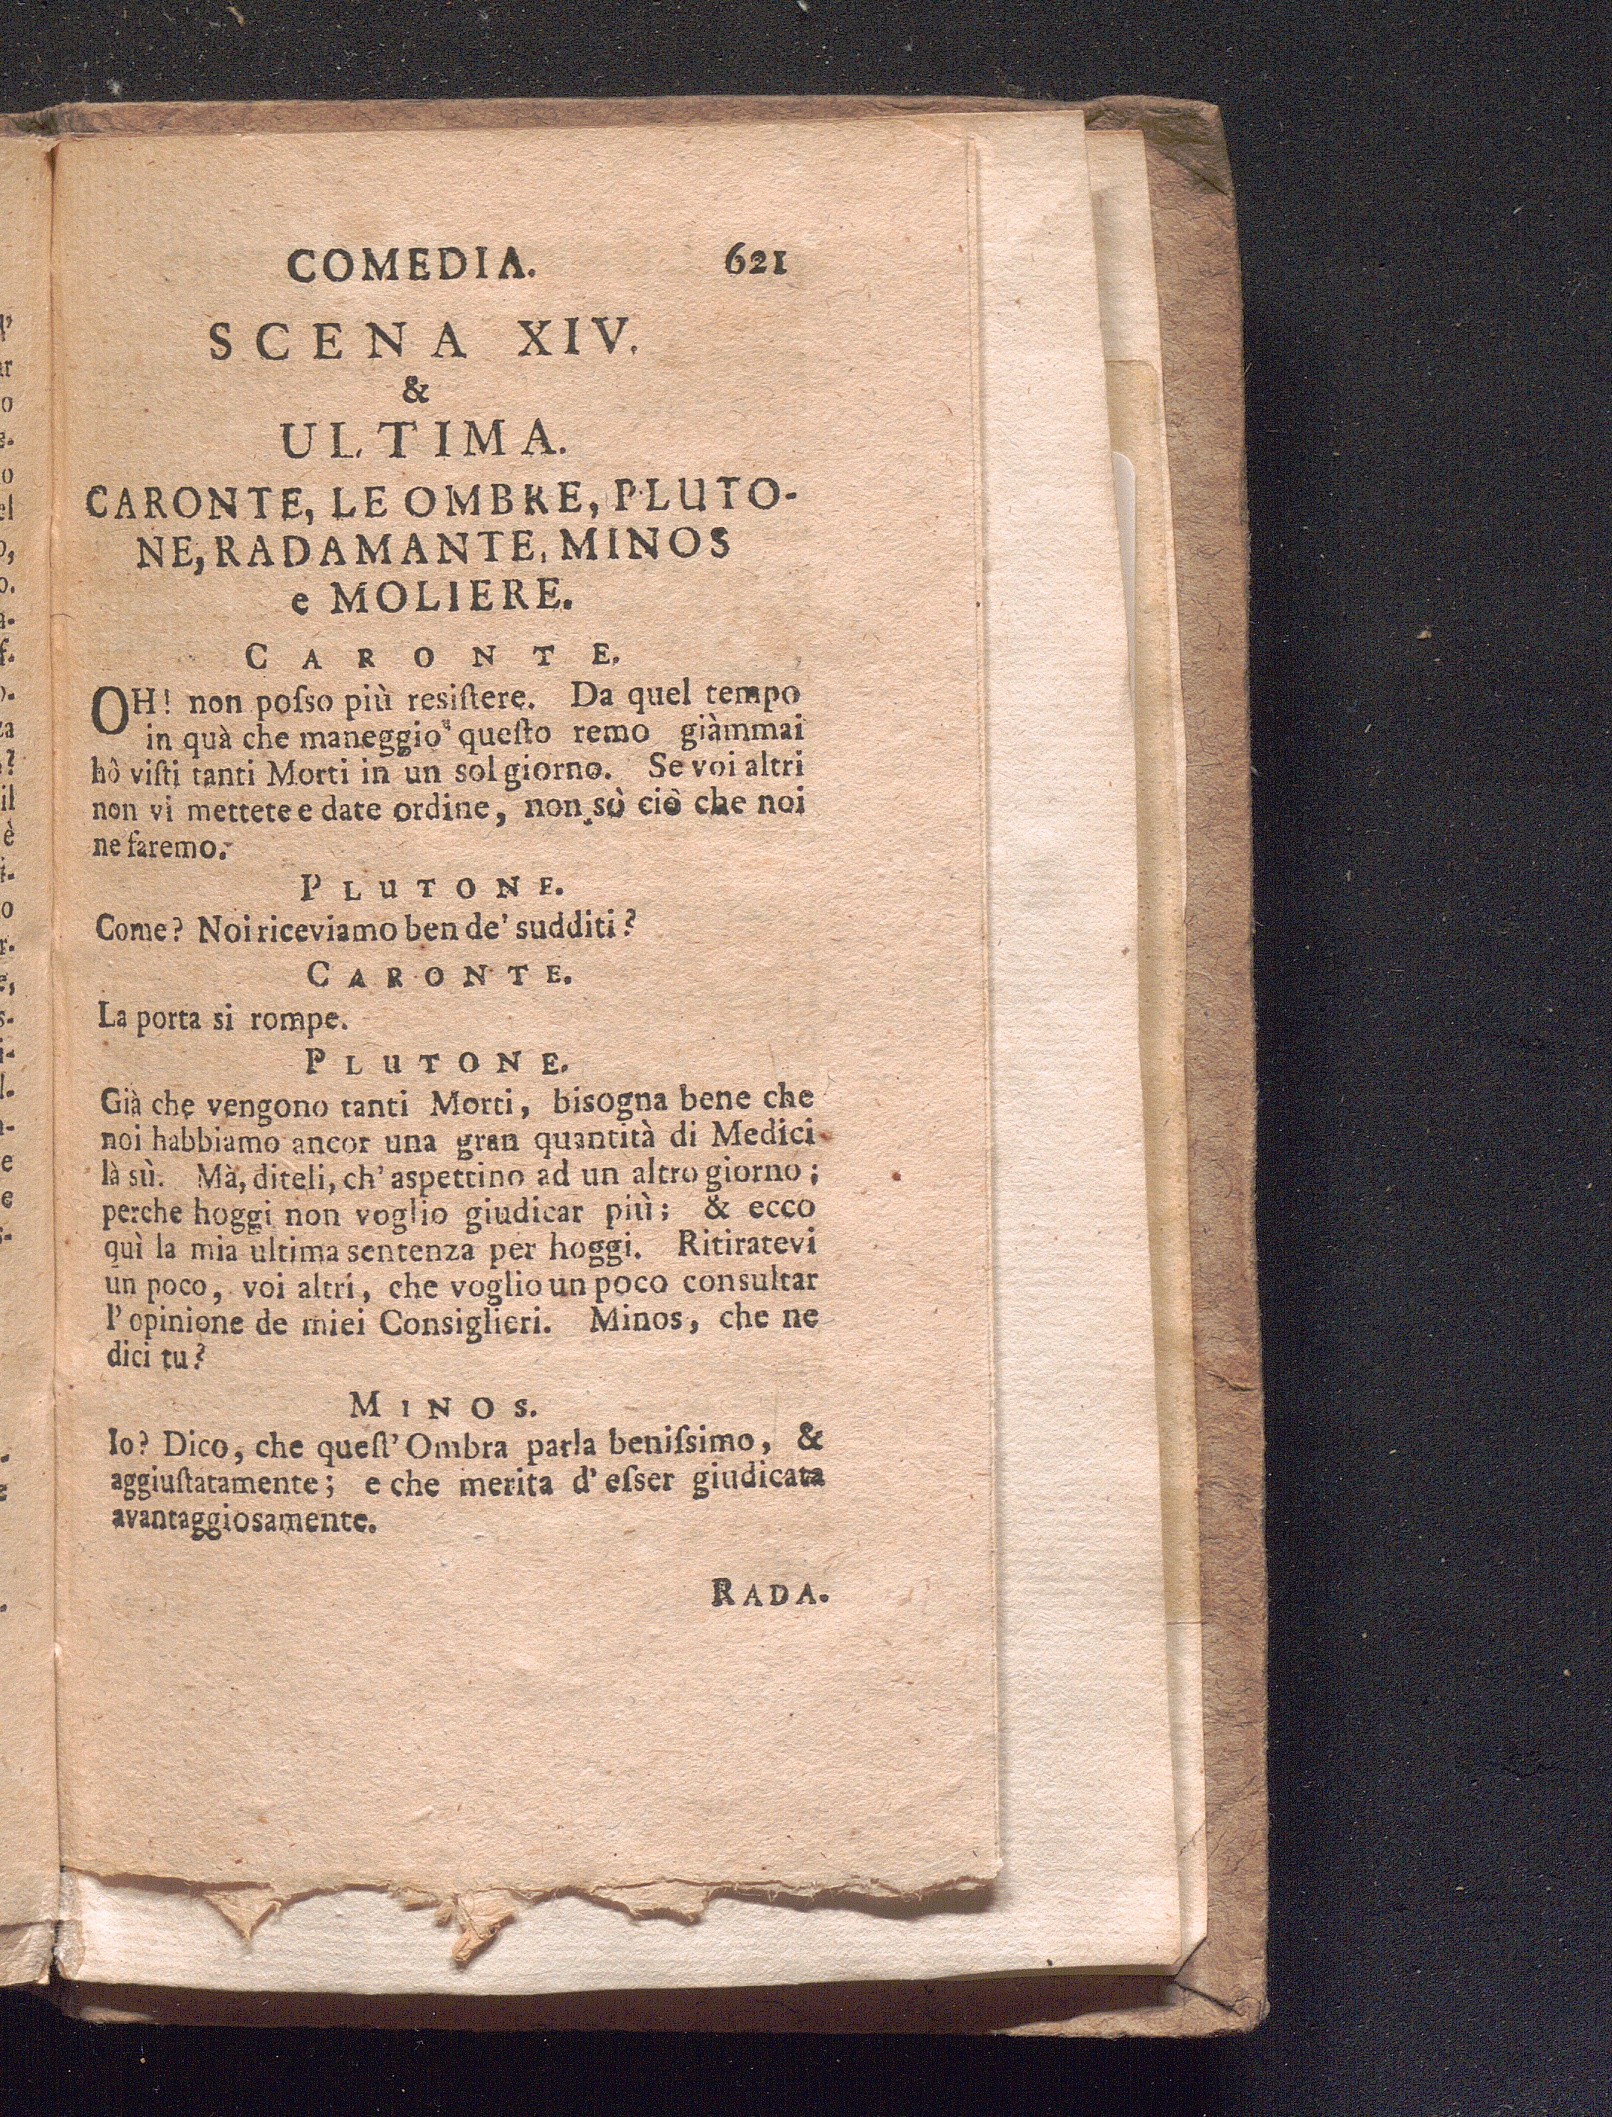 COMEDIA. 621
SCENA XIV.
&
ULTIMA.
CARONTE, LE OMBRE, PLUTO-
NE, RADAMANTE, MINOS
e MOLIERE.
CARONTE.
OH! non poſso più resiſtere. Da quel tempo
in quà che maneggio queſto remo giàmmai
hô viſti tanti Morti in un sol giorno. Se voi altri
non vi mettete e date ordine, non sò ciò che noi
ne faremo.
PLUTONE.
Come? Noi riceviamo ben de' sudditi?
CARONTE.
La porta si rompe.
PLUTONE.
Già che vengono tanti Morti, bisogna bene che
noi habbiamo ancor una gran quantità di Medici
là sù. Mà, diteli, ch' aspettino ad un altro giorno;
perche hoggi non voglio giudicar più; & ecco
quì la mia ultima sentenza per hoggi. Ritiratevi
un poco, voi altri, che voglio un poco consultar
l' opinione de miei Consiglieri. Minos, che ne
dici tu?
MINOS.
Io? Dico, che queſt' Ombra parla beniſsimo, &
aggiuſtatamente; e che merita d' eſser giudicata
avantaggiosamente.
RADA.